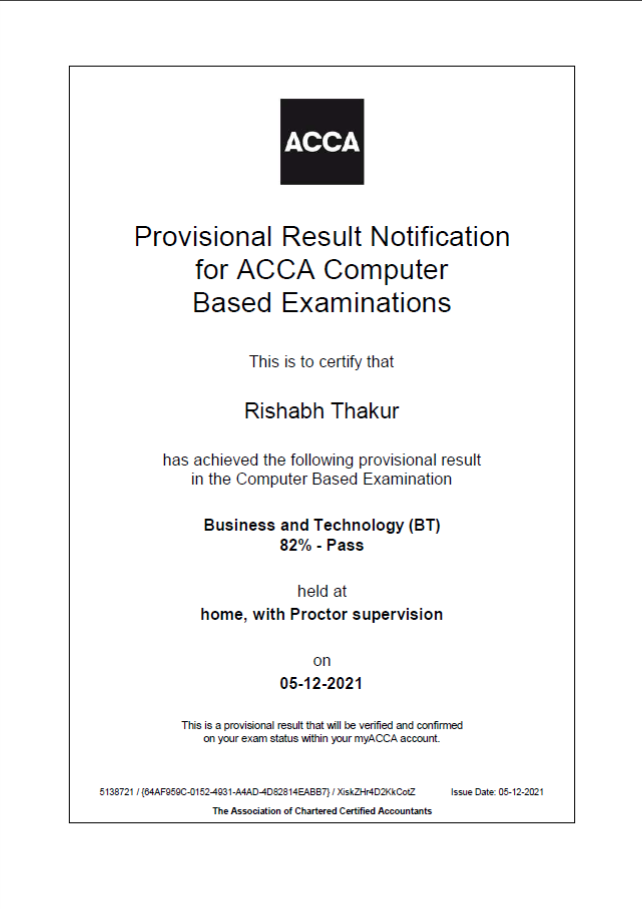 ACCA
Provisional Result Notification
for ACCA Computer
Based Examinations
This is to certify that
Rishabh Thakur
has achieved the following provisional result
in the Computer Based Examination
Business and Technology (BT)
82% - Pass
held at
home, with Proctor supervision
on
05-12-2021
This is a provisional result that will be verified and confirmed
on your exam status within your myACCA account.
5138721 / {64AF959C-0152-4931-A4AD-4D82814EABB7} / XiskZHr4D2KkCotZ Issue Date: 05-12-2021
The Association of Chartered Certified Accountants